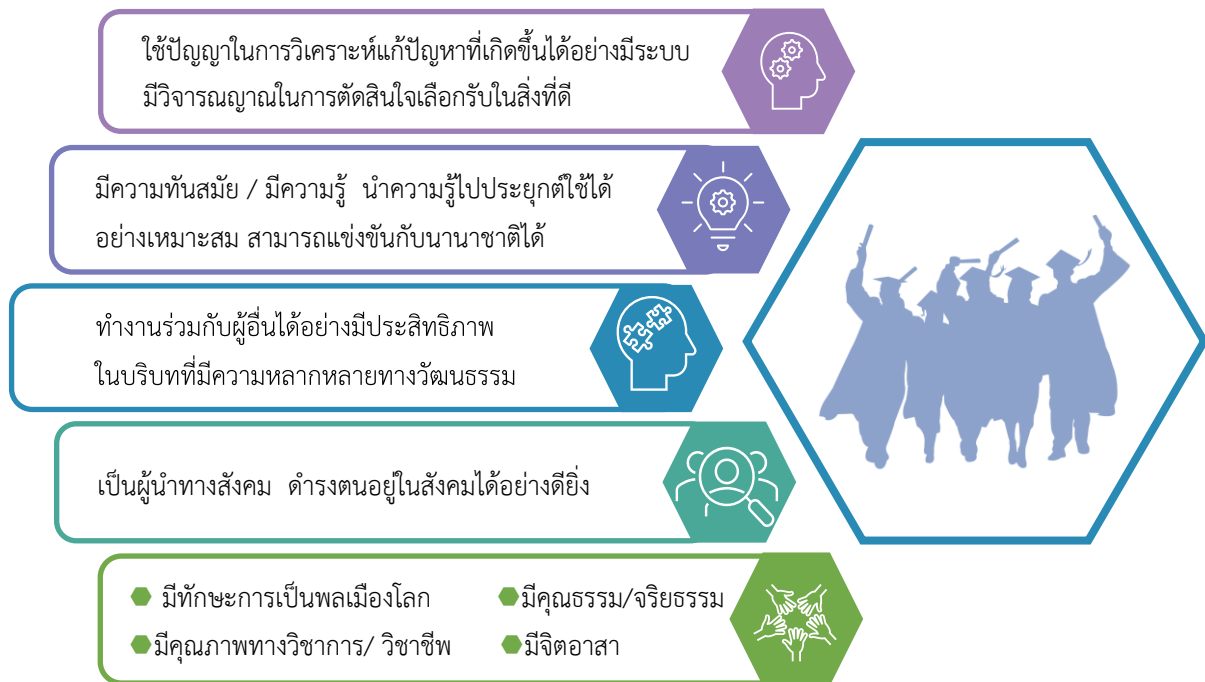 ใช้ปัญญาในการวิเคราะห์แก้ปัญหาที่เกิดขึ้นได้อย่างมีระบบ
มีวิจารณญาณในการตัดสินใจเลือกรับในสิ่งที่ดี
มีความทันสมัย / มีความรู้ นำความรู้ไปประยุกต์ใช้ได้
อย่างเหมาะสม สามารถแข่งขันกับนานาชาติได้
ทำงานร่วมกับผู้อื่นได้อย่างมีประสิทธิภาพ
ในบริบทที่มีความหลากหลายทางวัฒนธรรม
เป็นผู้นำทางสังคม ดำรงตนอยู่ในสังคมได้อย่างดียิ่ง
มีทักษะการเป็นพลเมืองโลก มีคุณธรรม/จริยธรรม
มีคุณภาพทางวิชาการ/ วิชาชีพ มีจิตอาสา